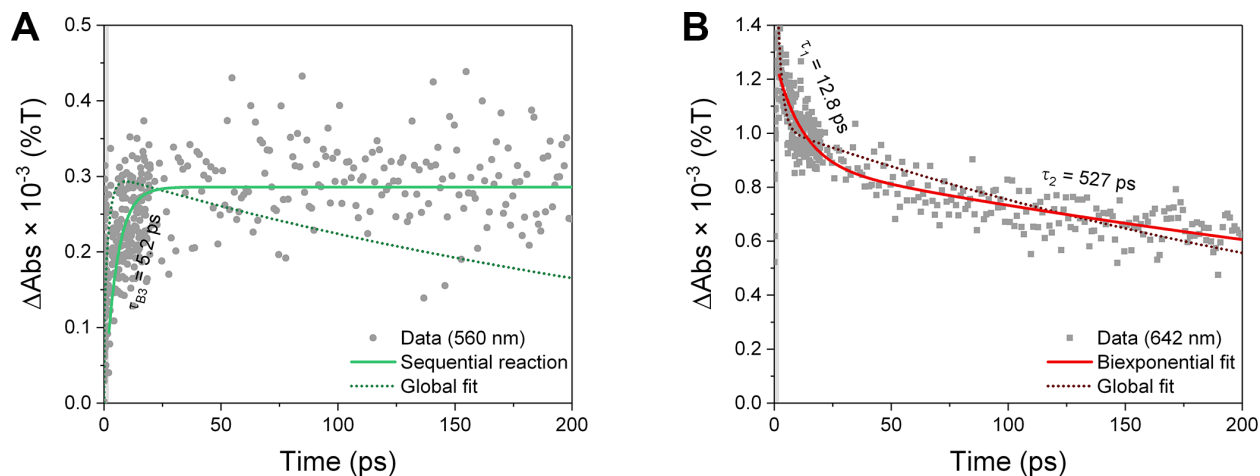 A
ΔAbs × 10⁻³ (%T)
0.5
0.4
0.3
0.2
0.1
0.0
τB3 = 5.2 ps
Data (560 nm)
Sequential reaction
Global fit
0 50 100 150 200
Time (ps)
B
ΔAbs × 10⁻³ (%T)
1.4
1.2
1.0
0.8
0.6
0.4
0.2
0.0
τ₁ = 12.8 ps
τ₂ = 527 ps
Data (642 nm)
Biexponential fit
Global fit
0 50 100 150 200
Time (ps)